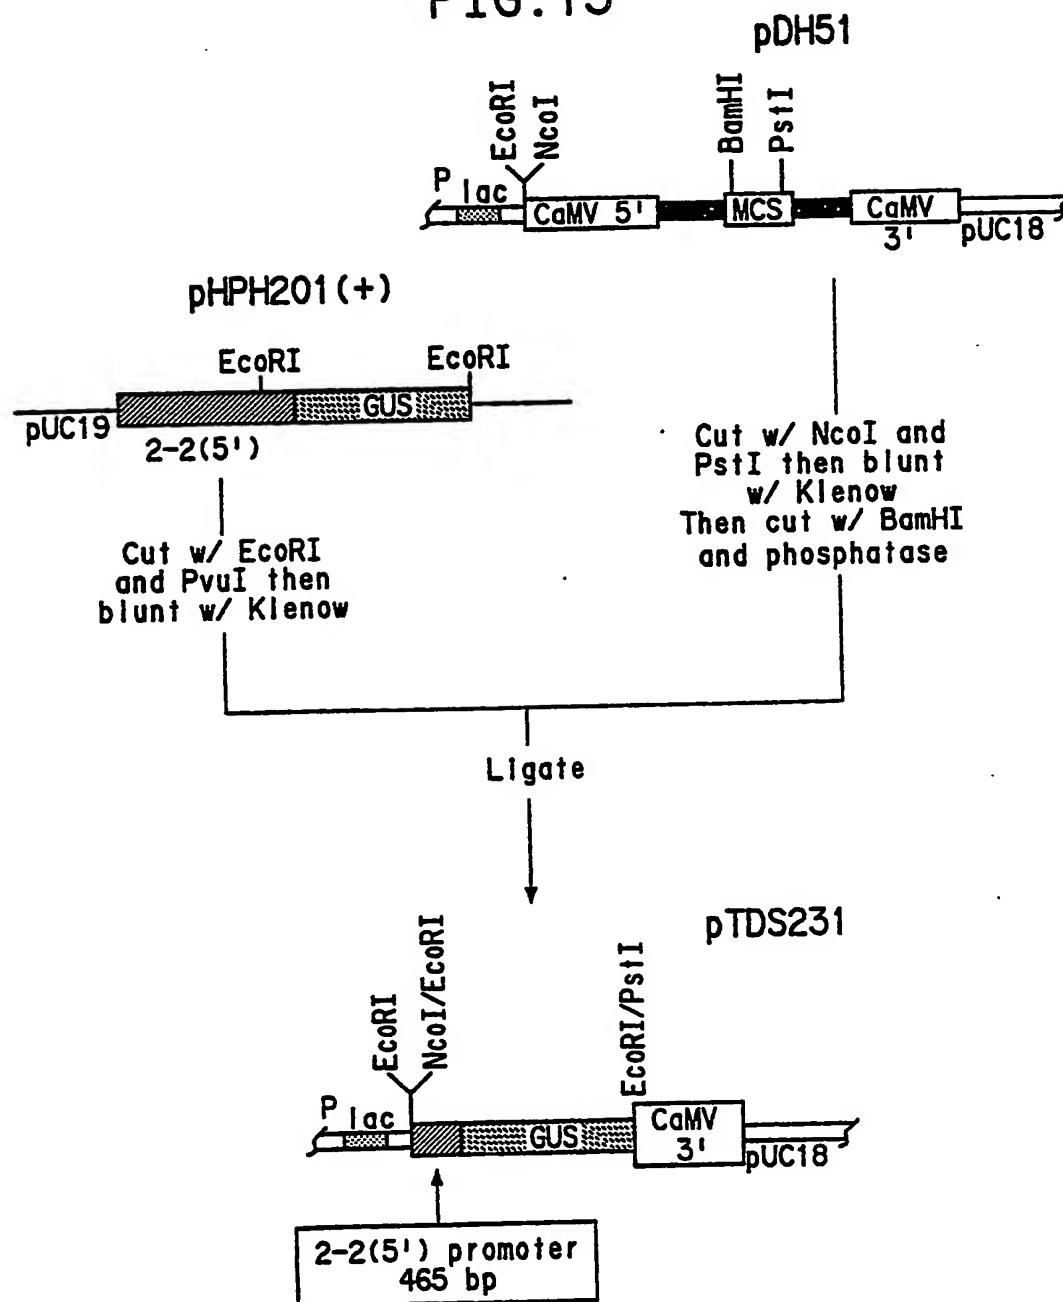 FIG.15
pDH51
EcoRI
NcoI
BamHI
PstI
P lac
CaMV 5'
MCS
CaMV
3'
pUC18
pHPH201(+)
EcoRI
EcoRI
GUS
pUC19
2-2(5')
Cut w/ NcoI and
PstI then blunt
w/ Klenow
Then cut w/ BamHI
and phosphatase
Cut w/ EcoRI
and PvuI then
blunt w/ Klenow
Ligate
pTDS231
EcoRI
NcoI/EcoRI
EcoRI/PstI
P lac
GUS
CaMV
3'
pUC18
2-2(5') promoter
465 bp